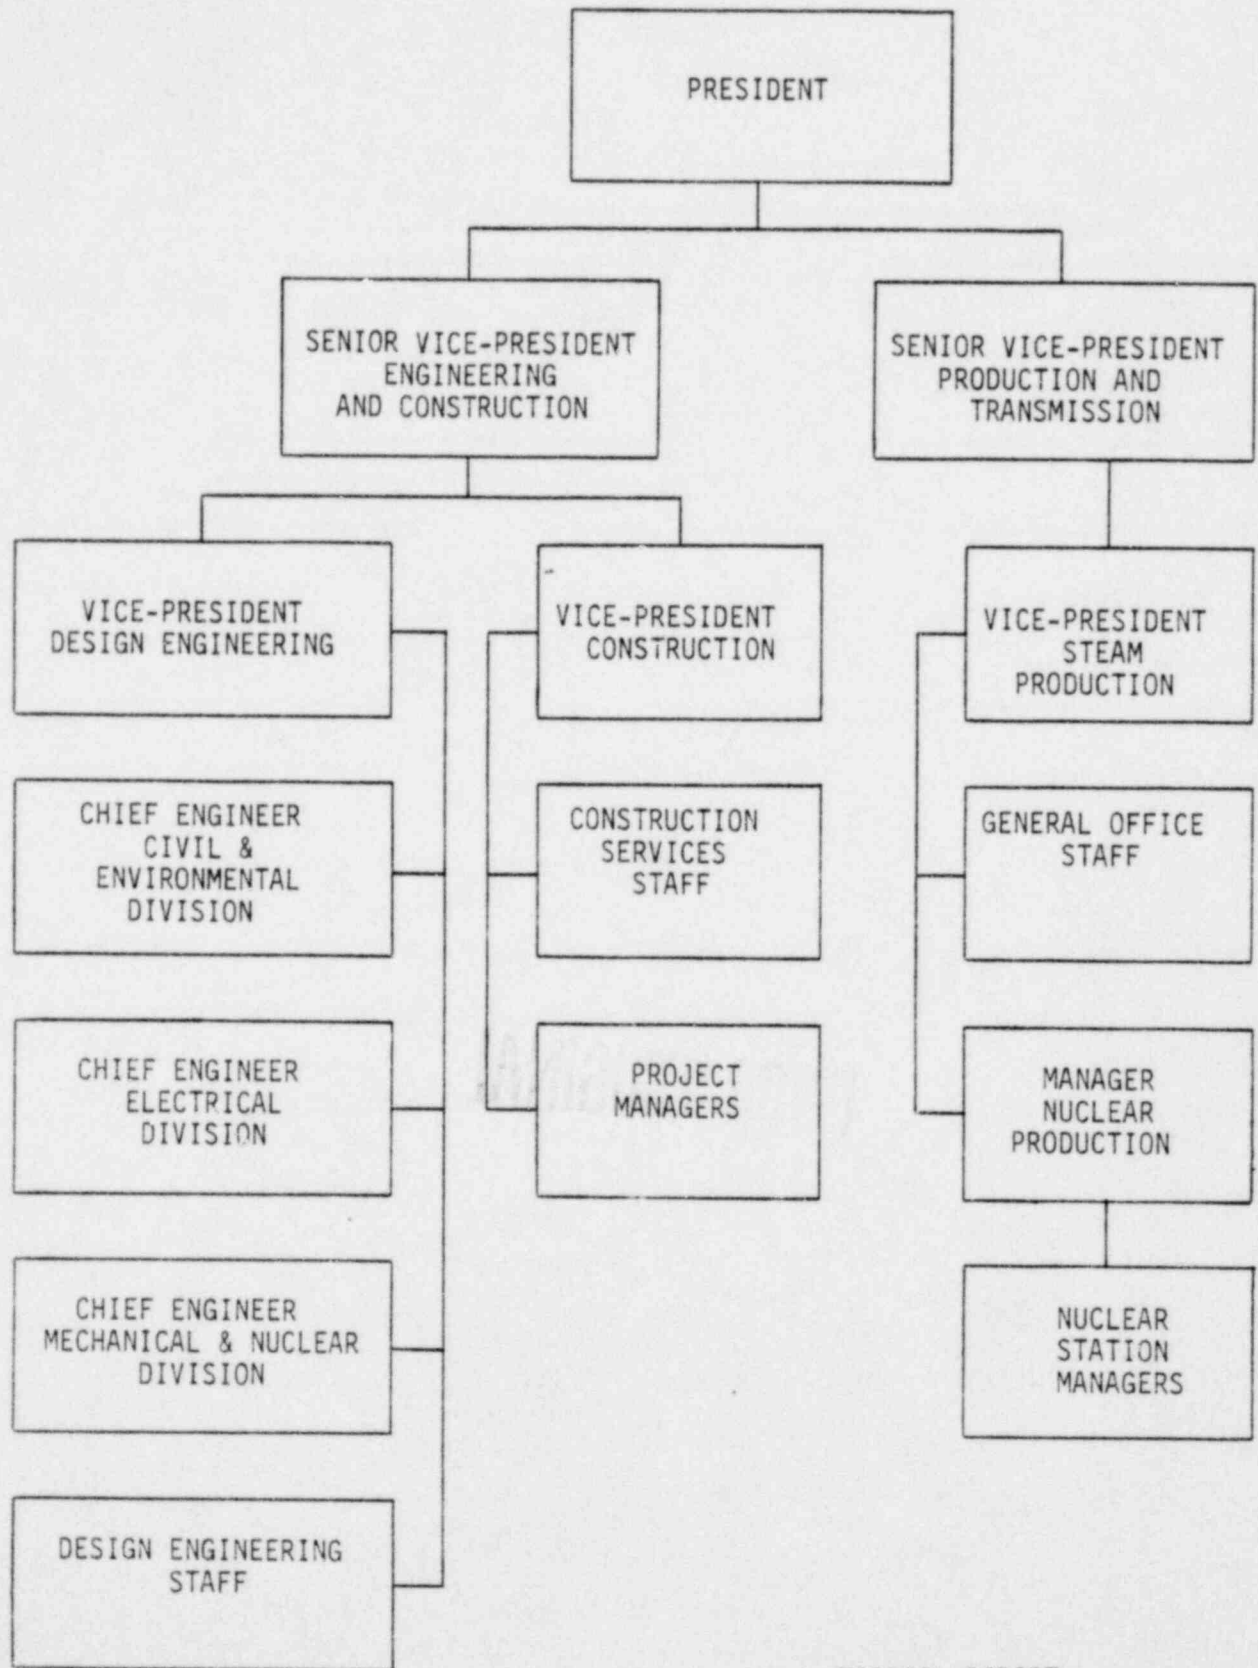 PRESIDENT
SENIOR VICE-PRESIDENT
ENGINEERING
AND CONSTRUCTION
SENIOR VICE-PRESIDENT
PRODUCTION AND
TRANSMISSION
VICE-PRESIDENT
DESIGN ENGINEERING
VICE-PRESIDENT
CONSTRUCTION
VICE-PRESIDENT
STEAM
PRODUCTION
CHIEF ENGINEER
CIVIL &
ENVIRONMENTAL
DIVISION
CONSTRUCTION
SERVICES
STAFF
GENERAL OFFICE
STAFF
CHIEF ENGINEER
ELECTRICAL
DIVISION
PROJECT
MANAGERS
MANAGER
NUCLEAR
PRODUCTION
CHIEF ENGINEER
MECHANICAL & NUCLEAR
DIVISION
NUCLEAR
STATION
MANAGERS
DESIGN ENGINEERING
STAFF